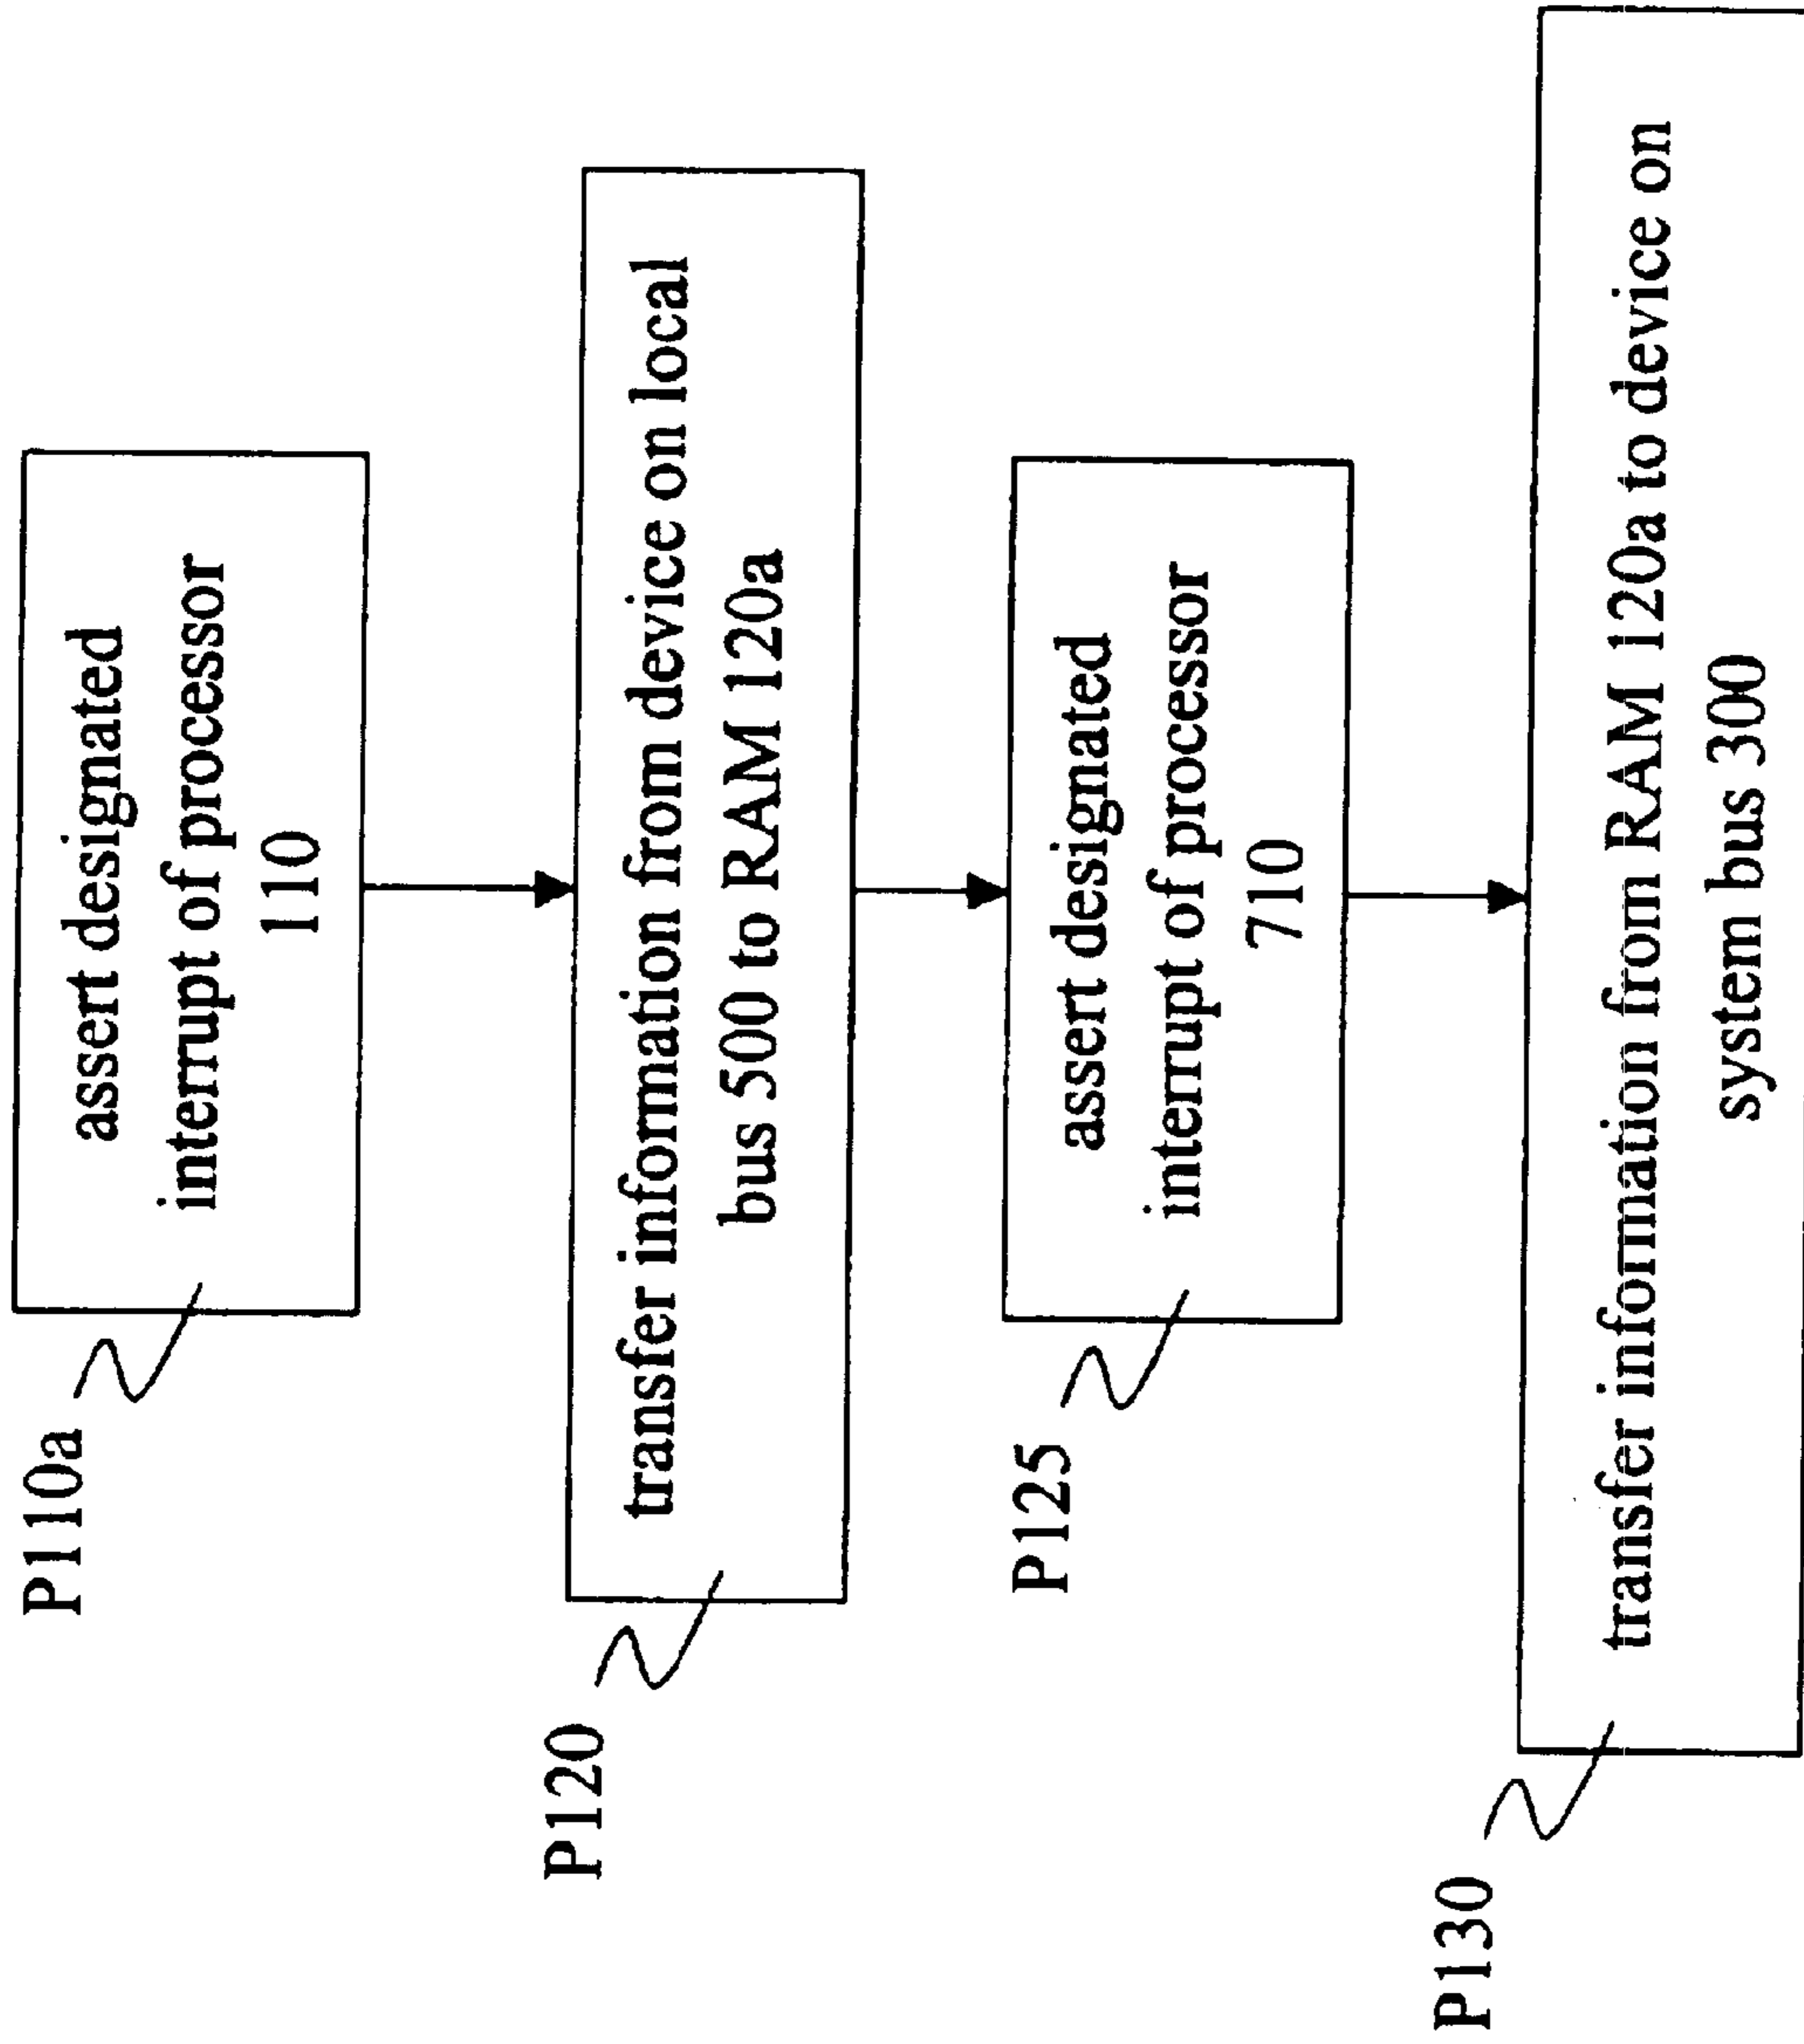 P110a
assert designated
interrupt of processor
110
P120
transfer information from device on local
bus 500 to RAM 120a
P125
assert designated
interrupt of processor
710
P130
transfer information from RAM 120a to device on
system bus 300